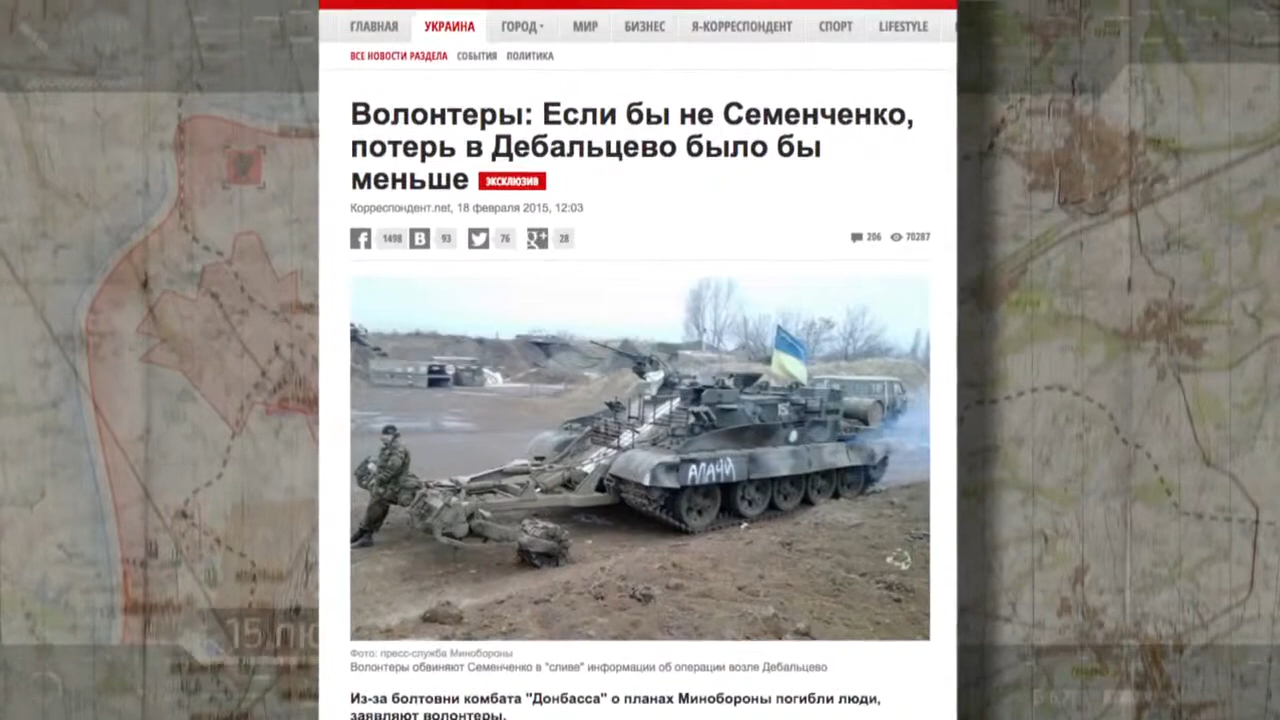 ГЛАВНАЯ УКРАИНА ГОРОД МИР БИЗНЕС Я-КОРРЕСПОНДЕНТ СПОРТ LIFESTYLE
ВСЕ НОВОСТИ РАЗДЕЛА СОБЫТИЯ ПОЛИТИКА
Волонтеры: Если бы не Семенченко,
потерь в Дебальцево было бы
меньше ЭКСКЛЮЗИВ
Корреспондент.net, 18 февраля 2015, 12:03
1498 93 76 28 206 70287
АПАЧИ
Фото: пресс-служба Минобороны
Волонтеры обвиняют Семенченко в "сливе" информации об операции возле Дебальцево
Из-за болтовни комбата "Донбасса" о планах Минобороны погибли люди,
заявляют волонтеры.
15